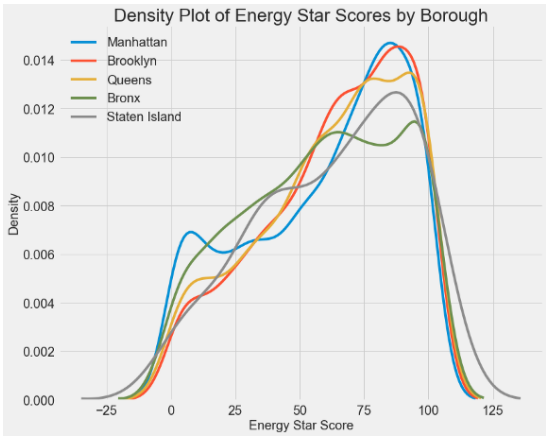 Density Plot of Energy Star Scores by Borough
Manhattan
Brooklyn
Queens
Bronx
Staten Island
0.014
0.012
0.010
0.008
0.006
0.004
0.002
0.000
Density
−25
0
25
50
75
100
125
Energy Star Score